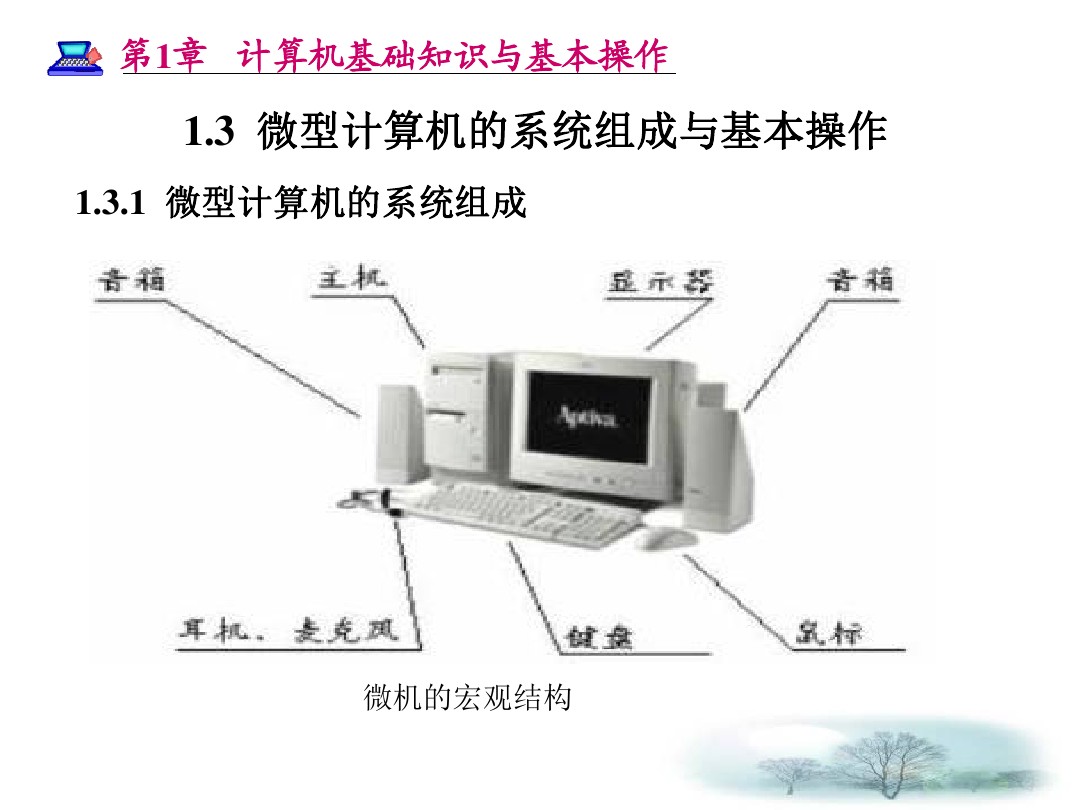 第1章 计算机基础知识与基本操作
1.3 微型计算机的系统组成与基本操作
1.3.1 微型计算机的系统组成
音箱 主机 显示器 音箱
Aptiva
耳机、麦克风 键盘 鼠标
微机的宏观结构